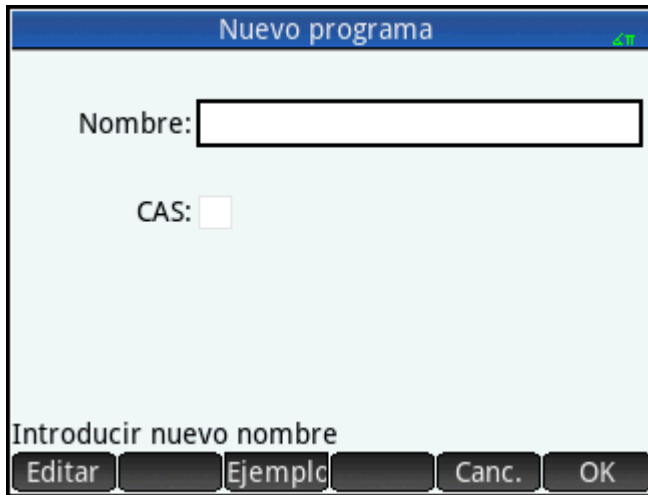 Nuevo programa
∡π
Nombre:
CAS:
Introducir nuevo nombre
Editar Ejemplo Canc. OK